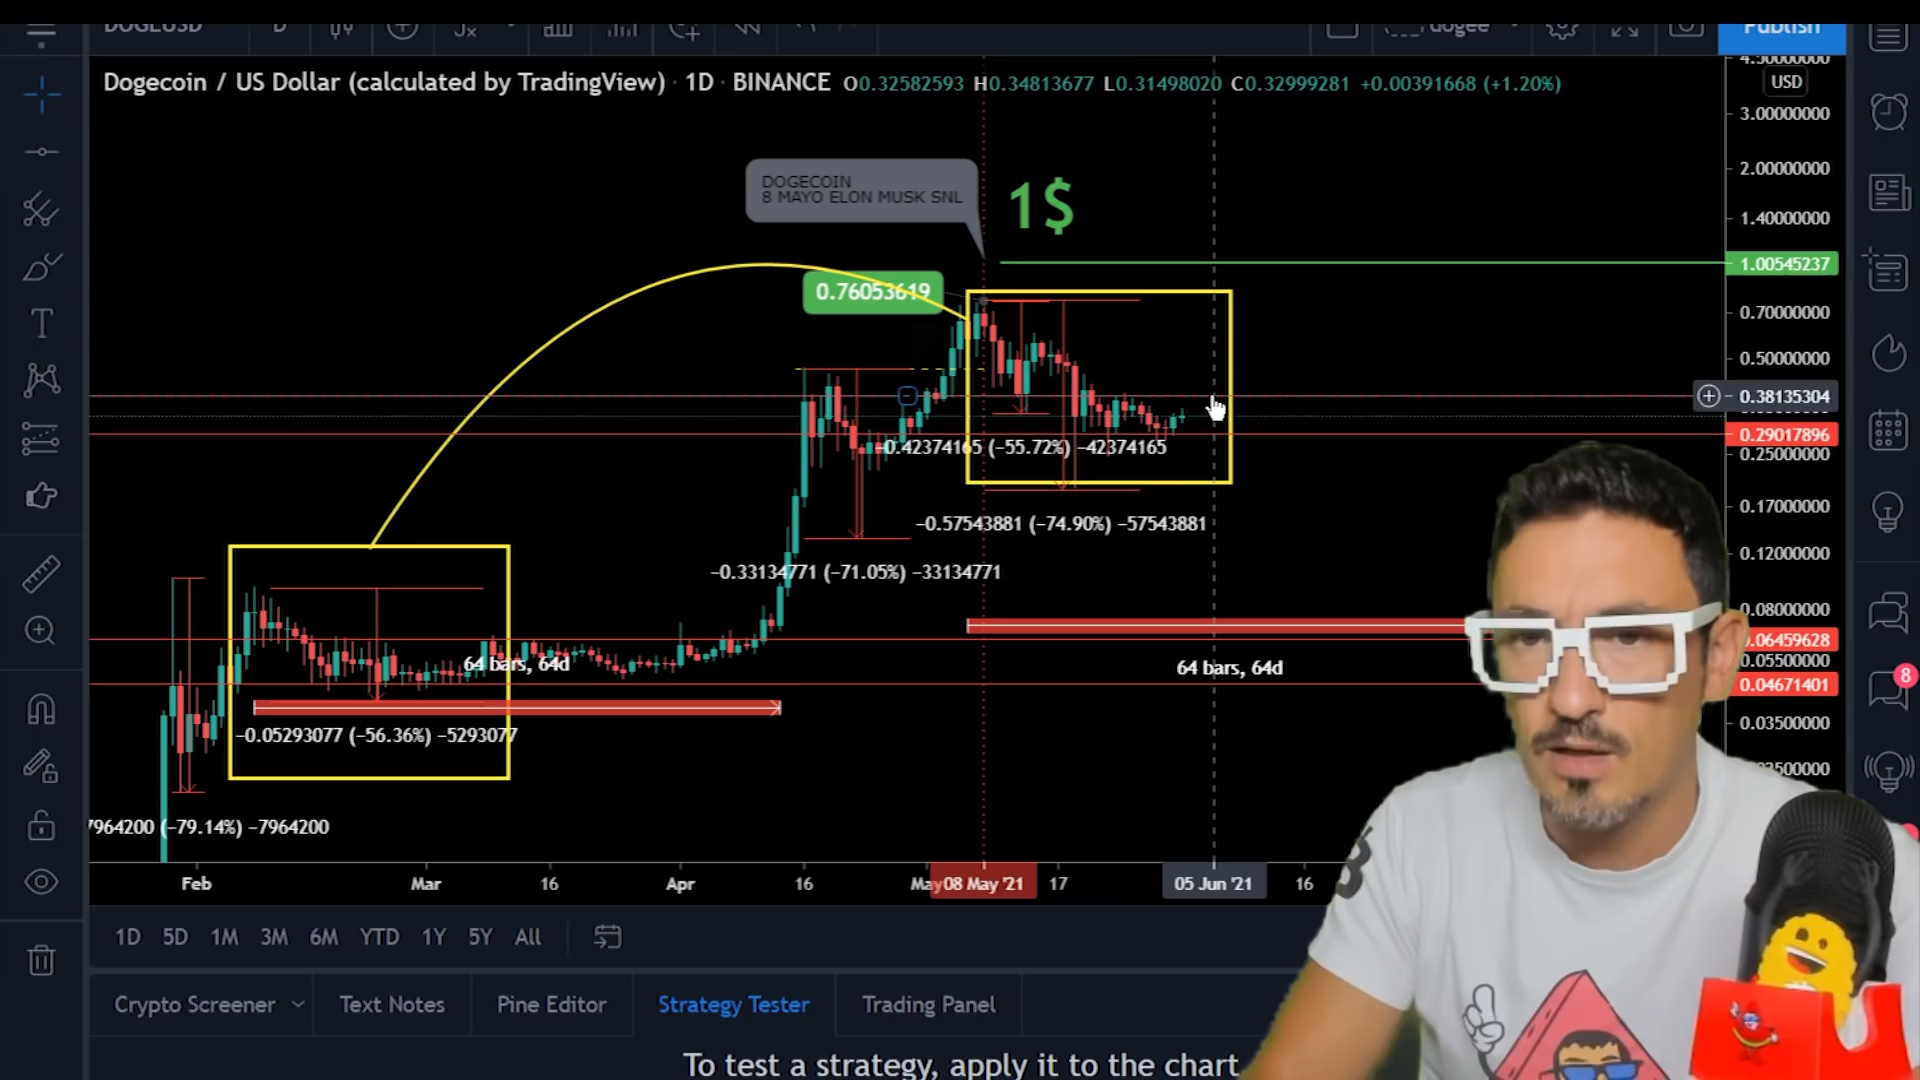 DOGEUSD D dogee Publish
Dogecoin / US Dollar (calculated by TradingView) · 1D · BINANCE O0.32582593 H0.34813677 L0.31498020 C0.32999281 +0.00391668 (+1.20%)
4.50000000
USD
3.00000000
2.00000000
1.40000000
DOGECOIN
8 MAYO ELON MUSK SNL
1$
1.00545237
0.76053619
0.70000000
0.50000000
0.38135304
0.29017896
0.25000000
−0.42374165 (−55.72%) −42374165
0.17000000
−0.57543881 (−74.90%) −57543881
0.12000000
−0.33134771 (−71.05%) −33134771
0.08000000
0.06459628
64 bars, 64d
64 bars, 64d
0.05500000
0.04671401
0.03500000
−0.05293077 (−56.36%) −5293077
3500000
7964200 (−79.14%) −7964200
Feb Mar 16 Apr 16 May 08 May '21 17 05 Jun '21 16
1D 5D 1M 3M 6M YTD 1Y 5Y All
Crypto Screener Text Notes Pine Editor Strategy Tester Trading Panel
To test a strategy, apply it to the chart
8